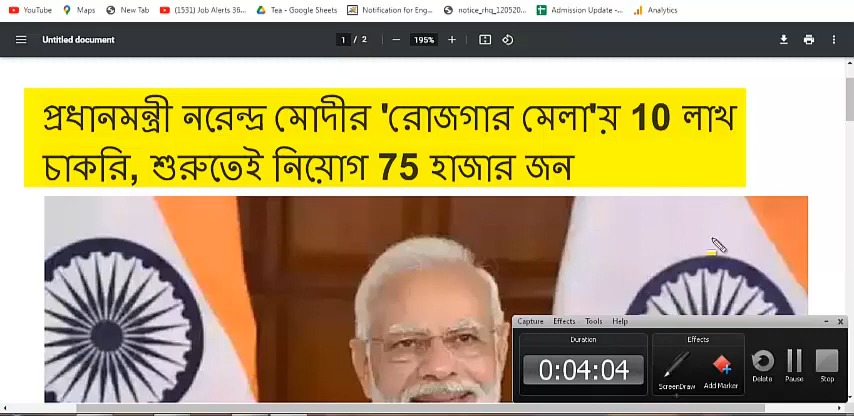 YouTube Maps New Tab (1531) Job Alerts 36... Tea - Google Sheets Notification for Eng... notice_rhq_120520... Admission Update -... Analytics
Untitled document 1 / 2 195%
প্রধানমন্ত্রী নরেন্দ্র মোদীর 'রোজগার মেলা'য় 10 লাখ
চাকরি, শুরুতেই নিয়োগ 75 হাজার জন
Capture Effects Tools Help
Duration Effects
0:04:04
ScreenDraw Add Marker Delete Pause Stop